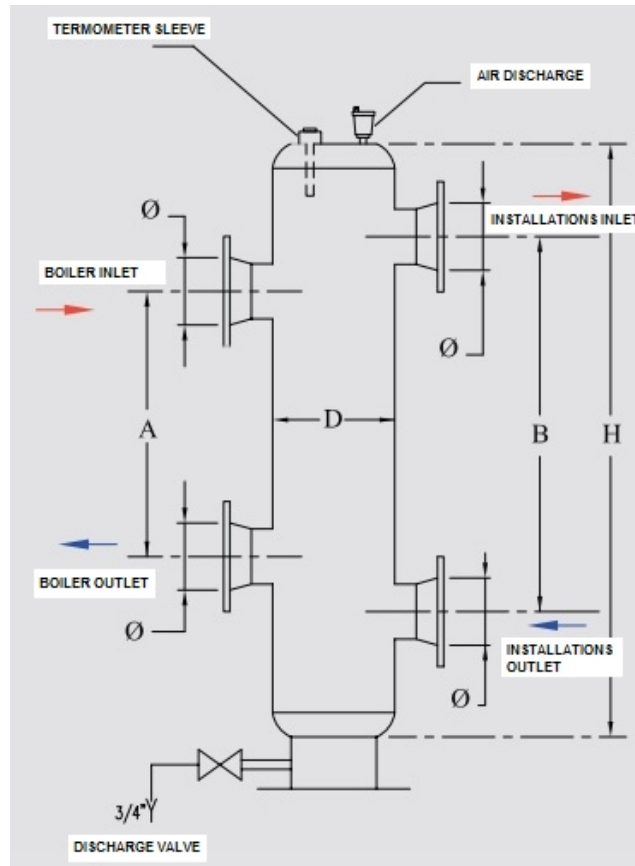 TERMOMETER SLEEVE
AIR DISCHARGE
Ø
INSTALLATIONS INLET
BOILER INLET
Ø
A
D
B
H
BOILER OUTLET
Ø
INSTALLATIONS
OUTLET
Ø
3/4"
DISCHARGE VALVE